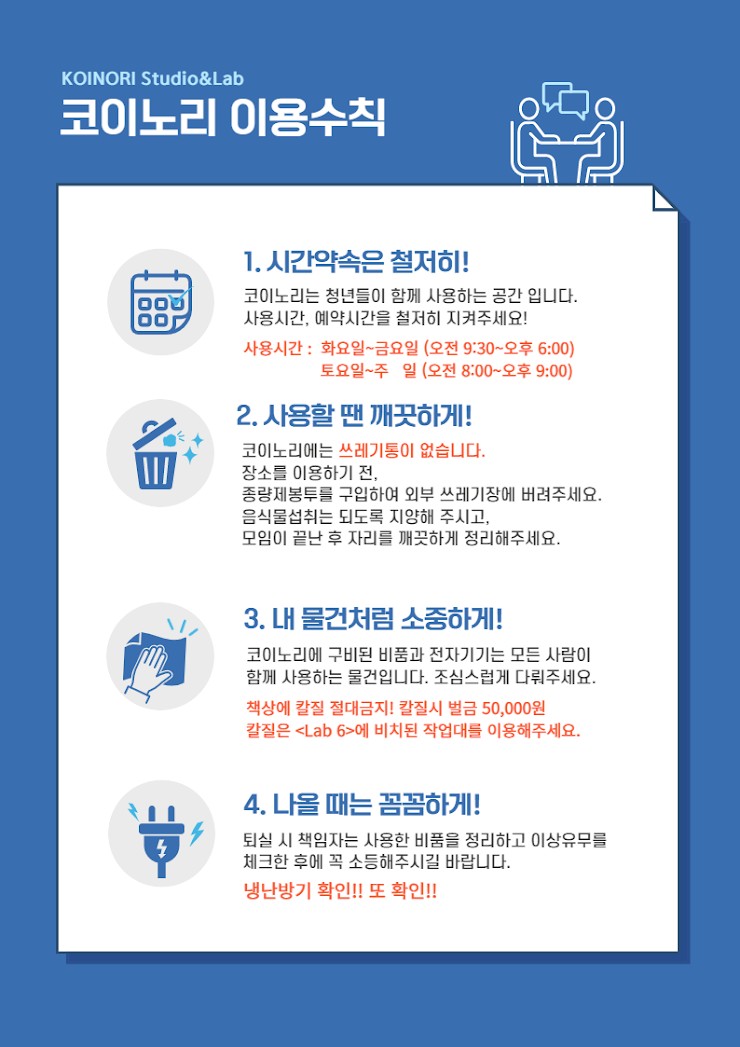 KOINORI Studio&Lab
코이노리 이용수칙
1. 시간약속은 철저히!
코이노리는 청년들이 함께 사용하는 공간 입니다.
사용시간, 예약시간을 철저히 지켜주세요!
사용시간 : 화요일~금요일 (오전 9:30~오후 6:00)
토요일~주 일 (오전 8:00~오후 9:00)
2. 사용할 땐 깨끗하게!
코이노리에는 쓰레기통이 없습니다.
장소를 이용하기 전,
종량제봉투를 구입하여 외부 쓰레기장에 버려주세요.
음식물섭취는 되도록 지양해 주시고,
모임이 끝난 후 자리를 깨끗하게 정리해주세요.
3. 내 물건처럼 소중하게!
코이노리에 구비된 비품과 전자기기는 모든 사람이
함께 사용하는 물건입니다. 조심스럽게 다뤄주세요.
책상에 칼질 절대금지! 칼질시 벌금 50,000원
칼질은 <Lab 6>에 비치된 작업대를 이용해주세요.
4. 나올 때는 꼼꼼하게!
퇴실 시 책임자는 사용한 비품을 정리하고 이상유무를
체크한 후에 꼭 소등해주시길 바랍니다.
냉난방기 확인!! 또 확인!!